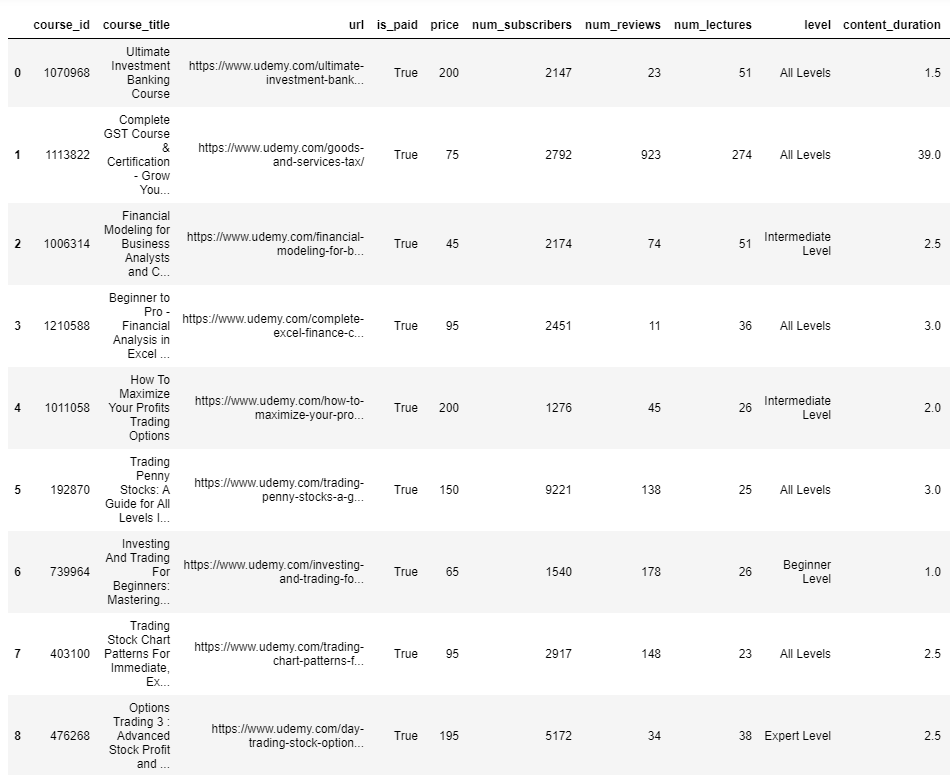 course_id course_title url is_paid price num_subscribers num_reviews num_lectures level content_duration
0 1070968 Ultimate Investment Banking Course https://www.udemy.com/ultimate-investment-bank... True 200 2147 23 51 All Levels 1.5
1 1113822 Complete GST Course & Certification - Grow You... https://www.udemy.com/goods-and-services-tax/ True 75 2792 923 274 All Levels 39.0
2 1006314 Financial Modeling for Business Analysts and C... https://www.udemy.com/financial-modeling-for-b... True 45 2174 74 51 Intermediate Level 2.5
3 1210588 Beginner to Pro - Financial Analysis in Excel ... https://www.udemy.com/complete-excel-finance-c... True 95 2451 11 36 All Levels 3.0
4 1011058 How To Maximize Your Profits Trading Options https://www.udemy.com/how-to-maximize-your-pro... True 200 1276 45 26 Intermediate Level 2.0
5 192870 Trading Penny Stocks: A Guide for All Levels I... https://www.udemy.com/trading-penny-stocks-a-g... True 150 9221 138 25 All Levels 3.0
6 739964 Investing And Trading For Beginners: Mastering... https://www.udemy.com/investing-and-trading-fo... True 65 1540 178 26 Beginner Level 1.0
7 403100 Trading Stock Chart Patterns For Immediate, Ex... https://www.udemy.com/trading-chart-patterns-f... True 95 2917 148 23 All Levels 2.5
8 476268 Options Trading 3 : Advanced Stock Profit and ... https://www.udemy.com/day-trading-stock-option... True 195 5172 34 38 Expert Level 2.5